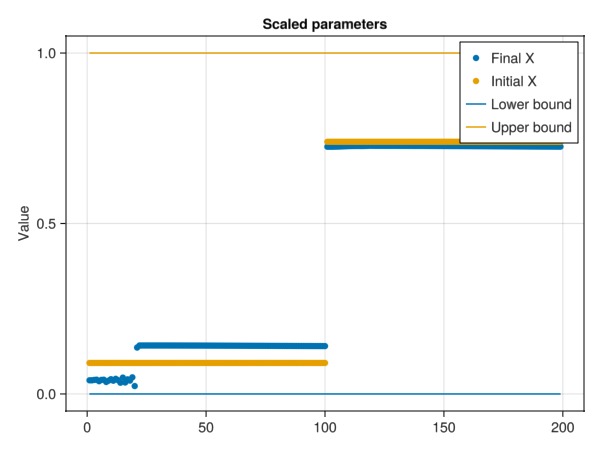 Scaled parameters
Final X
Initial X
Lower bound
Upper bound
Value
1.0
0.5
0.0
0 50 100 150 200